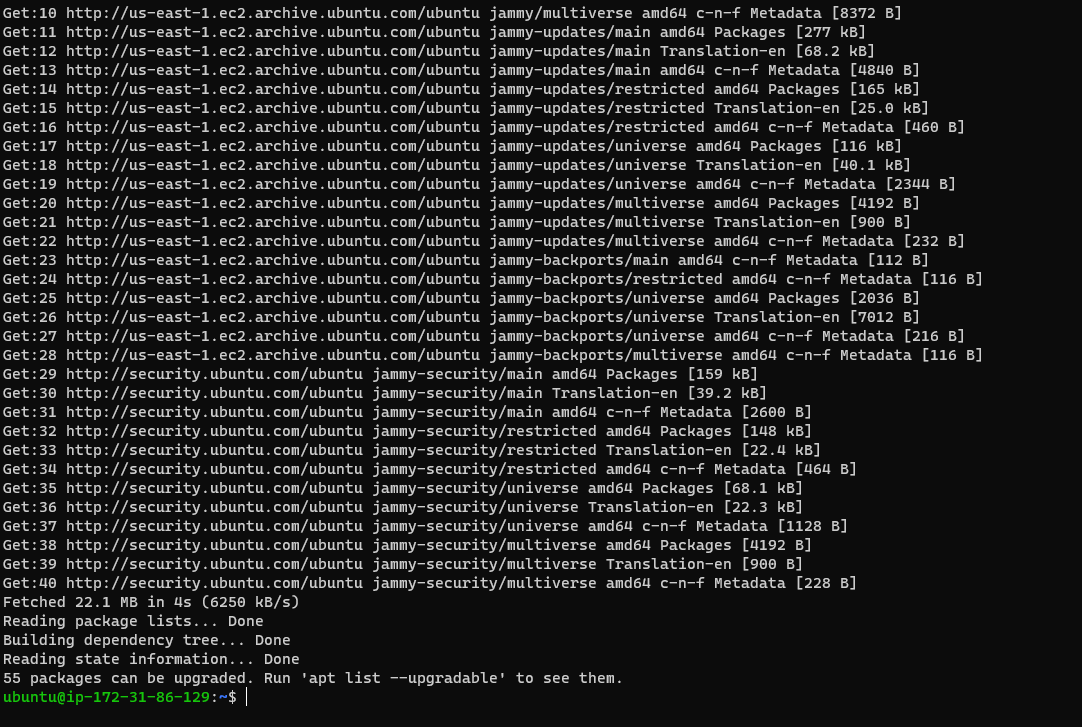 Get:10 http://us-east-1.ec2.archive.ubuntu.com/ubuntu jammy/multiverse amd64 c-n-f Metadata [8372 B]
Get:11 http://us-east-1.ec2.archive.ubuntu.com/ubuntu jammy-updates/main amd64 Packages [277 kB]
Get:12 http://us-east-1.ec2.archive.ubuntu.com/ubuntu jammy-updates/main Translation-en [68.2 kB]
Get:13 http://us-east-1.ec2.archive.ubuntu.com/ubuntu jammy-updates/main amd64 c-n-f Metadata [4840 B]
Get:14 http://us-east-1.ec2.archive.ubuntu.com/ubuntu jammy-updates/restricted amd64 Packages [165 kB]
Get:15 http://us-east-1.ec2.archive.ubuntu.com/ubuntu jammy-updates/restricted Translation-en [25.0 kB]
Get:16 http://us-east-1.ec2.archive.ubuntu.com/ubuntu jammy-updates/restricted amd64 c-n-f Metadata [460 B]
Get:17 http://us-east-1.ec2.archive.ubuntu.com/ubuntu jammy-updates/universe amd64 Packages [116 kB]
Get:18 http://us-east-1.ec2.archive.ubuntu.com/ubuntu jammy-updates/universe Translation-en [40.1 kB]
Get:19 http://us-east-1.ec2.archive.ubuntu.com/ubuntu jammy-updates/universe amd64 c-n-f Metadata [2344 B]
Get:20 http://us-east-1.ec2.archive.ubuntu.com/ubuntu jammy-updates/multiverse amd64 Packages [4192 B]
Get:21 http://us-east-1.ec2.archive.ubuntu.com/ubuntu jammy-updates/multiverse Translation-en [900 B]
Get:22 http://us-east-1.ec2.archive.ubuntu.com/ubuntu jammy-updates/multiverse amd64 c-n-f Metadata [232 B]
Get:23 http://us-east-1.ec2.archive.ubuntu.com/ubuntu jammy-backports/main amd64 c-n-f Metadata [112 B]
Get:24 http://us-east-1.ec2.archive.ubuntu.com/ubuntu jammy-backports/restricted amd64 c-n-f Metadata [116 B]
Get:25 http://us-east-1.ec2.archive.ubuntu.com/ubuntu jammy-backports/universe amd64 Packages [2036 B]
Get:26 http://us-east-1.ec2.archive.ubuntu.com/ubuntu jammy-backports/universe Translation-en [7012 B]
Get:27 http://us-east-1.ec2.archive.ubuntu.com/ubuntu jammy-backports/universe amd64 c-n-f Metadata [216 B]
Get:28 http://us-east-1.ec2.archive.ubuntu.com/ubuntu jammy-backports/multiverse amd64 c-n-f Metadata [116 B]
Get:29 http://security.ubuntu.com/ubuntu jammy-security/main amd64 Packages [159 kB]
Get:30 http://security.ubuntu.com/ubuntu jammy-security/main Translation-en [39.2 kB]
Get:31 http://security.ubuntu.com/ubuntu jammy-security/main amd64 c-n-f Metadata [2600 B]
Get:32 http://security.ubuntu.com/ubuntu jammy-security/restricted amd64 Packages [148 kB]
Get:33 http://security.ubuntu.com/ubuntu jammy-security/restricted Translation-en [22.4 kB]
Get:34 http://security.ubuntu.com/ubuntu jammy-security/restricted amd64 c-n-f Metadata [464 B]
Get:35 http://security.ubuntu.com/ubuntu jammy-security/universe amd64 Packages [68.1 kB]
Get:36 http://security.ubuntu.com/ubuntu jammy-security/universe Translation-en [22.3 kB]
Get:37 http://security.ubuntu.com/ubuntu jammy-security/universe amd64 c-n-f Metadata [1128 B]
Get:38 http://security.ubuntu.com/ubuntu jammy-security/multiverse amd64 Packages [4192 B]
Get:39 http://security.ubuntu.com/ubuntu jammy-security/multiverse Translation-en [900 B]
Get:40 http://security.ubuntu.com/ubuntu jammy-security/multiverse amd64 c-n-f Metadata [228 B]
Fetched 22.1 MB in 4s (6250 kB/s)
Reading package lists... Done
Building dependency tree... Done
Reading state information... Done
55 packages can be upgraded. Run 'apt list --upgradable' to see them.
ubuntu@ip-172-31-86-129:~$